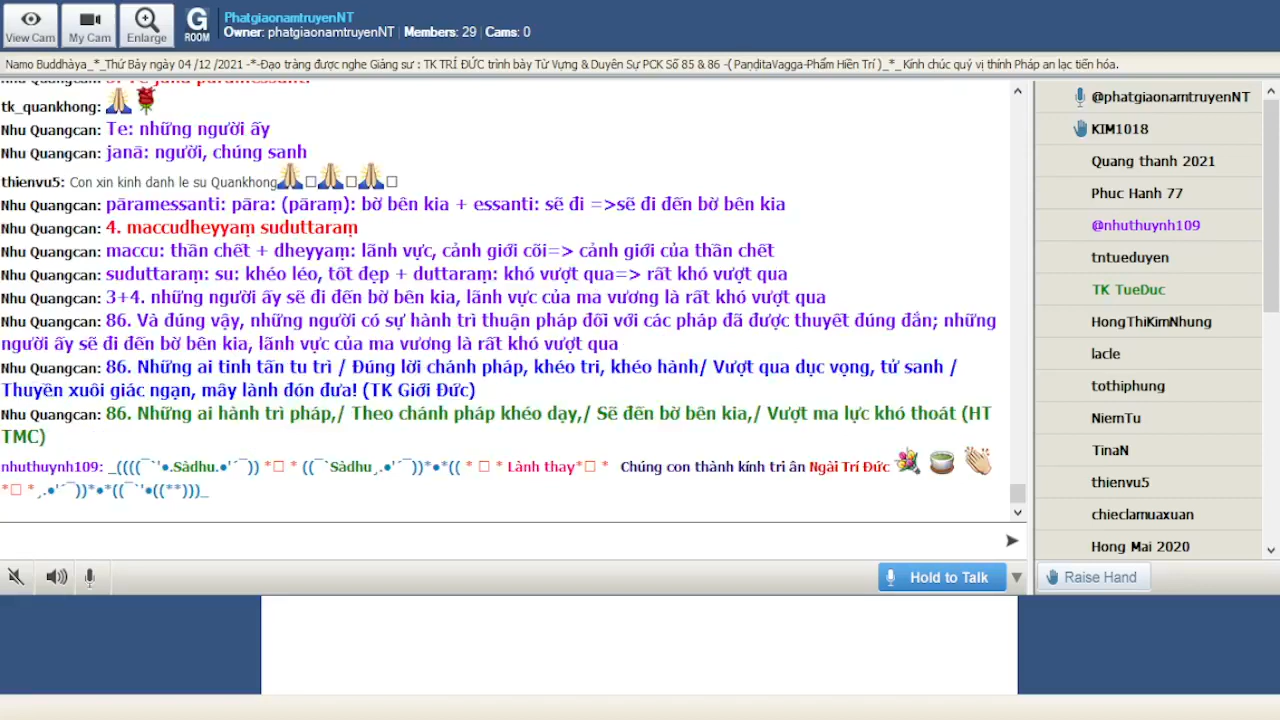 View Cam
My Cam
Enlarge
G
ROOM
PhatgiaonamtruyenNT
Owner: phatgiaonamtruyenNT | Members: 29 | Cams: 0
Namo Buddhàya_*_Thứ Bảy ngày 04 /12 /2021 -*-Đạo tràng được nghe Giảng sư : TK TRÍ ĐỨC trình bày Từ Vựng & Duyên Sự PCK Số 85 & 86 -( PaṇḍitaVagga-Phẩm Hiền Trí )_*_ Kính chúc quý vị thính Pháp an lạc tiến hóa.
tk_quankhong:
Nhu Quangcan: Te: những người ấy
Nhu Quangcan: janā: người, chúng sanh
thienvu5: Con xin kinh danh le su Quankhong
Nhu Quangcan: pāramessanti: pāra: (pāraṃ): bờ bên kia + essanti: sẽ đi =>sẽ đi đến bờ bên kia
Nhu Quangcan: 4. maccudheyyaṃ suduttaraṃ
Nhu Quangcan: maccu: thần chết + dheyyaṃ: lãnh vực, cảnh giới cõi=> cảnh giới của thần chết
Nhu Quangcan: suduttaraṃ: su: khéo léo, tốt đẹp + duttaraṃ: khó vượt qua=> rất khó vượt qua
Nhu Quangcan: 3+4. những người ấy sẽ đi đến bờ bên kia, lãnh vực của ma vương là rất khó vượt qua
Nhu Quangcan: 86. Và đúng vậy, những người có sự hành trì thuận pháp đối với các pháp đã được thuyết đúng đắn; những
người ấy sẽ đi đến bờ bên kia, lãnh vực của ma vương là rất khó vượt qua
Nhu Quangcan: 86. Những ai tinh tấn tu trì / Đúng lời chánh pháp, khéo tri, khéo hành/ Vượt qua dục vọng, tử sanh /
Thuyền xuôi giác ngạn, mây lành đón đưa! (TK Giới Đức)
Nhu Quangcan: 86. Những ai hành trì pháp,/ Theo chánh pháp khéo dạy,/ Sẽ đến bờ bên kia,/ Vượt ma lực khó thoát (HT
TMC)
nhuthuynh109: _((((¯`'•.Sàdhu.•'´¯)) *□ * ((¯`Sàdhu¸.•'´¯))*•*(( * □ * Lành thay*□ * Chúng con thành kính tri ân Ngài Trí Đức
*□ *¸.•'´¯))*•*((¯`'•((**)))_
@phatgiaonamtruyenNT
KIM1018
Quang thanh 2021
Phuc Hanh 77
@nhuthuynh109
tntueduyen
TK TueDuc
HongThiKimNhung
lacle
tothiphung
NiemTu
TinaN
thienvu5
chieclamuaxuan
Hong Mai 2020
Hold to Talk
Raise Hand